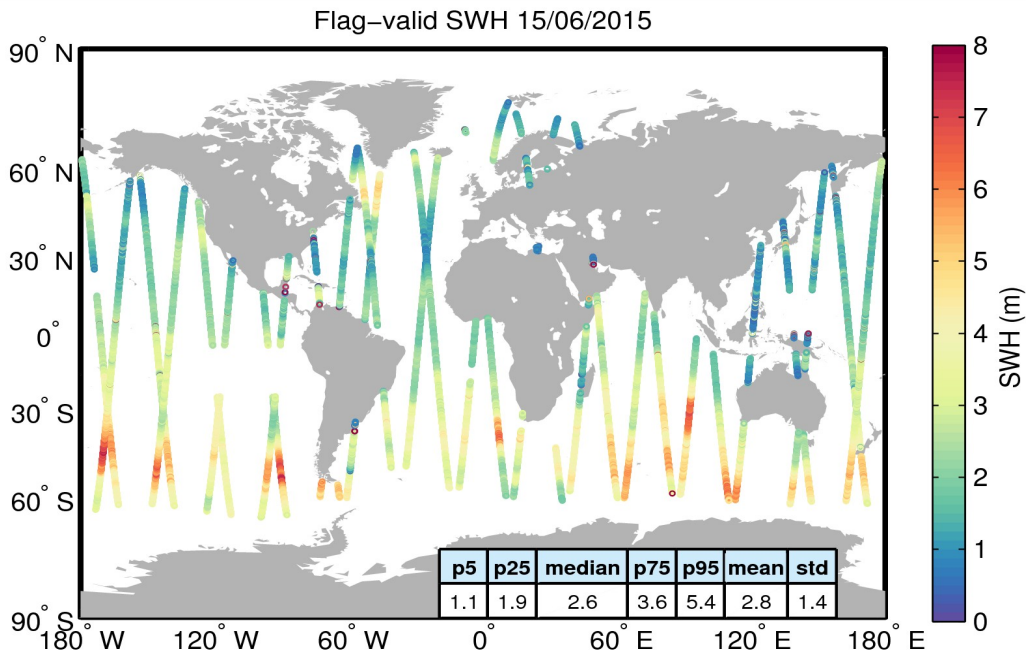 Flag−valid SWH 15/06/2015
90° N
60° N
30° N
0°
30° S
60° S
90° S
180° W
120° W
60° W
0°
60° E
120° E
180° E
p5 p25 median p75 p95 mean std
1.1 1.9 2.6 3.6 5.4 2.8 1.4
8
7
6
5
4
3
2
1
0
SWH (m)